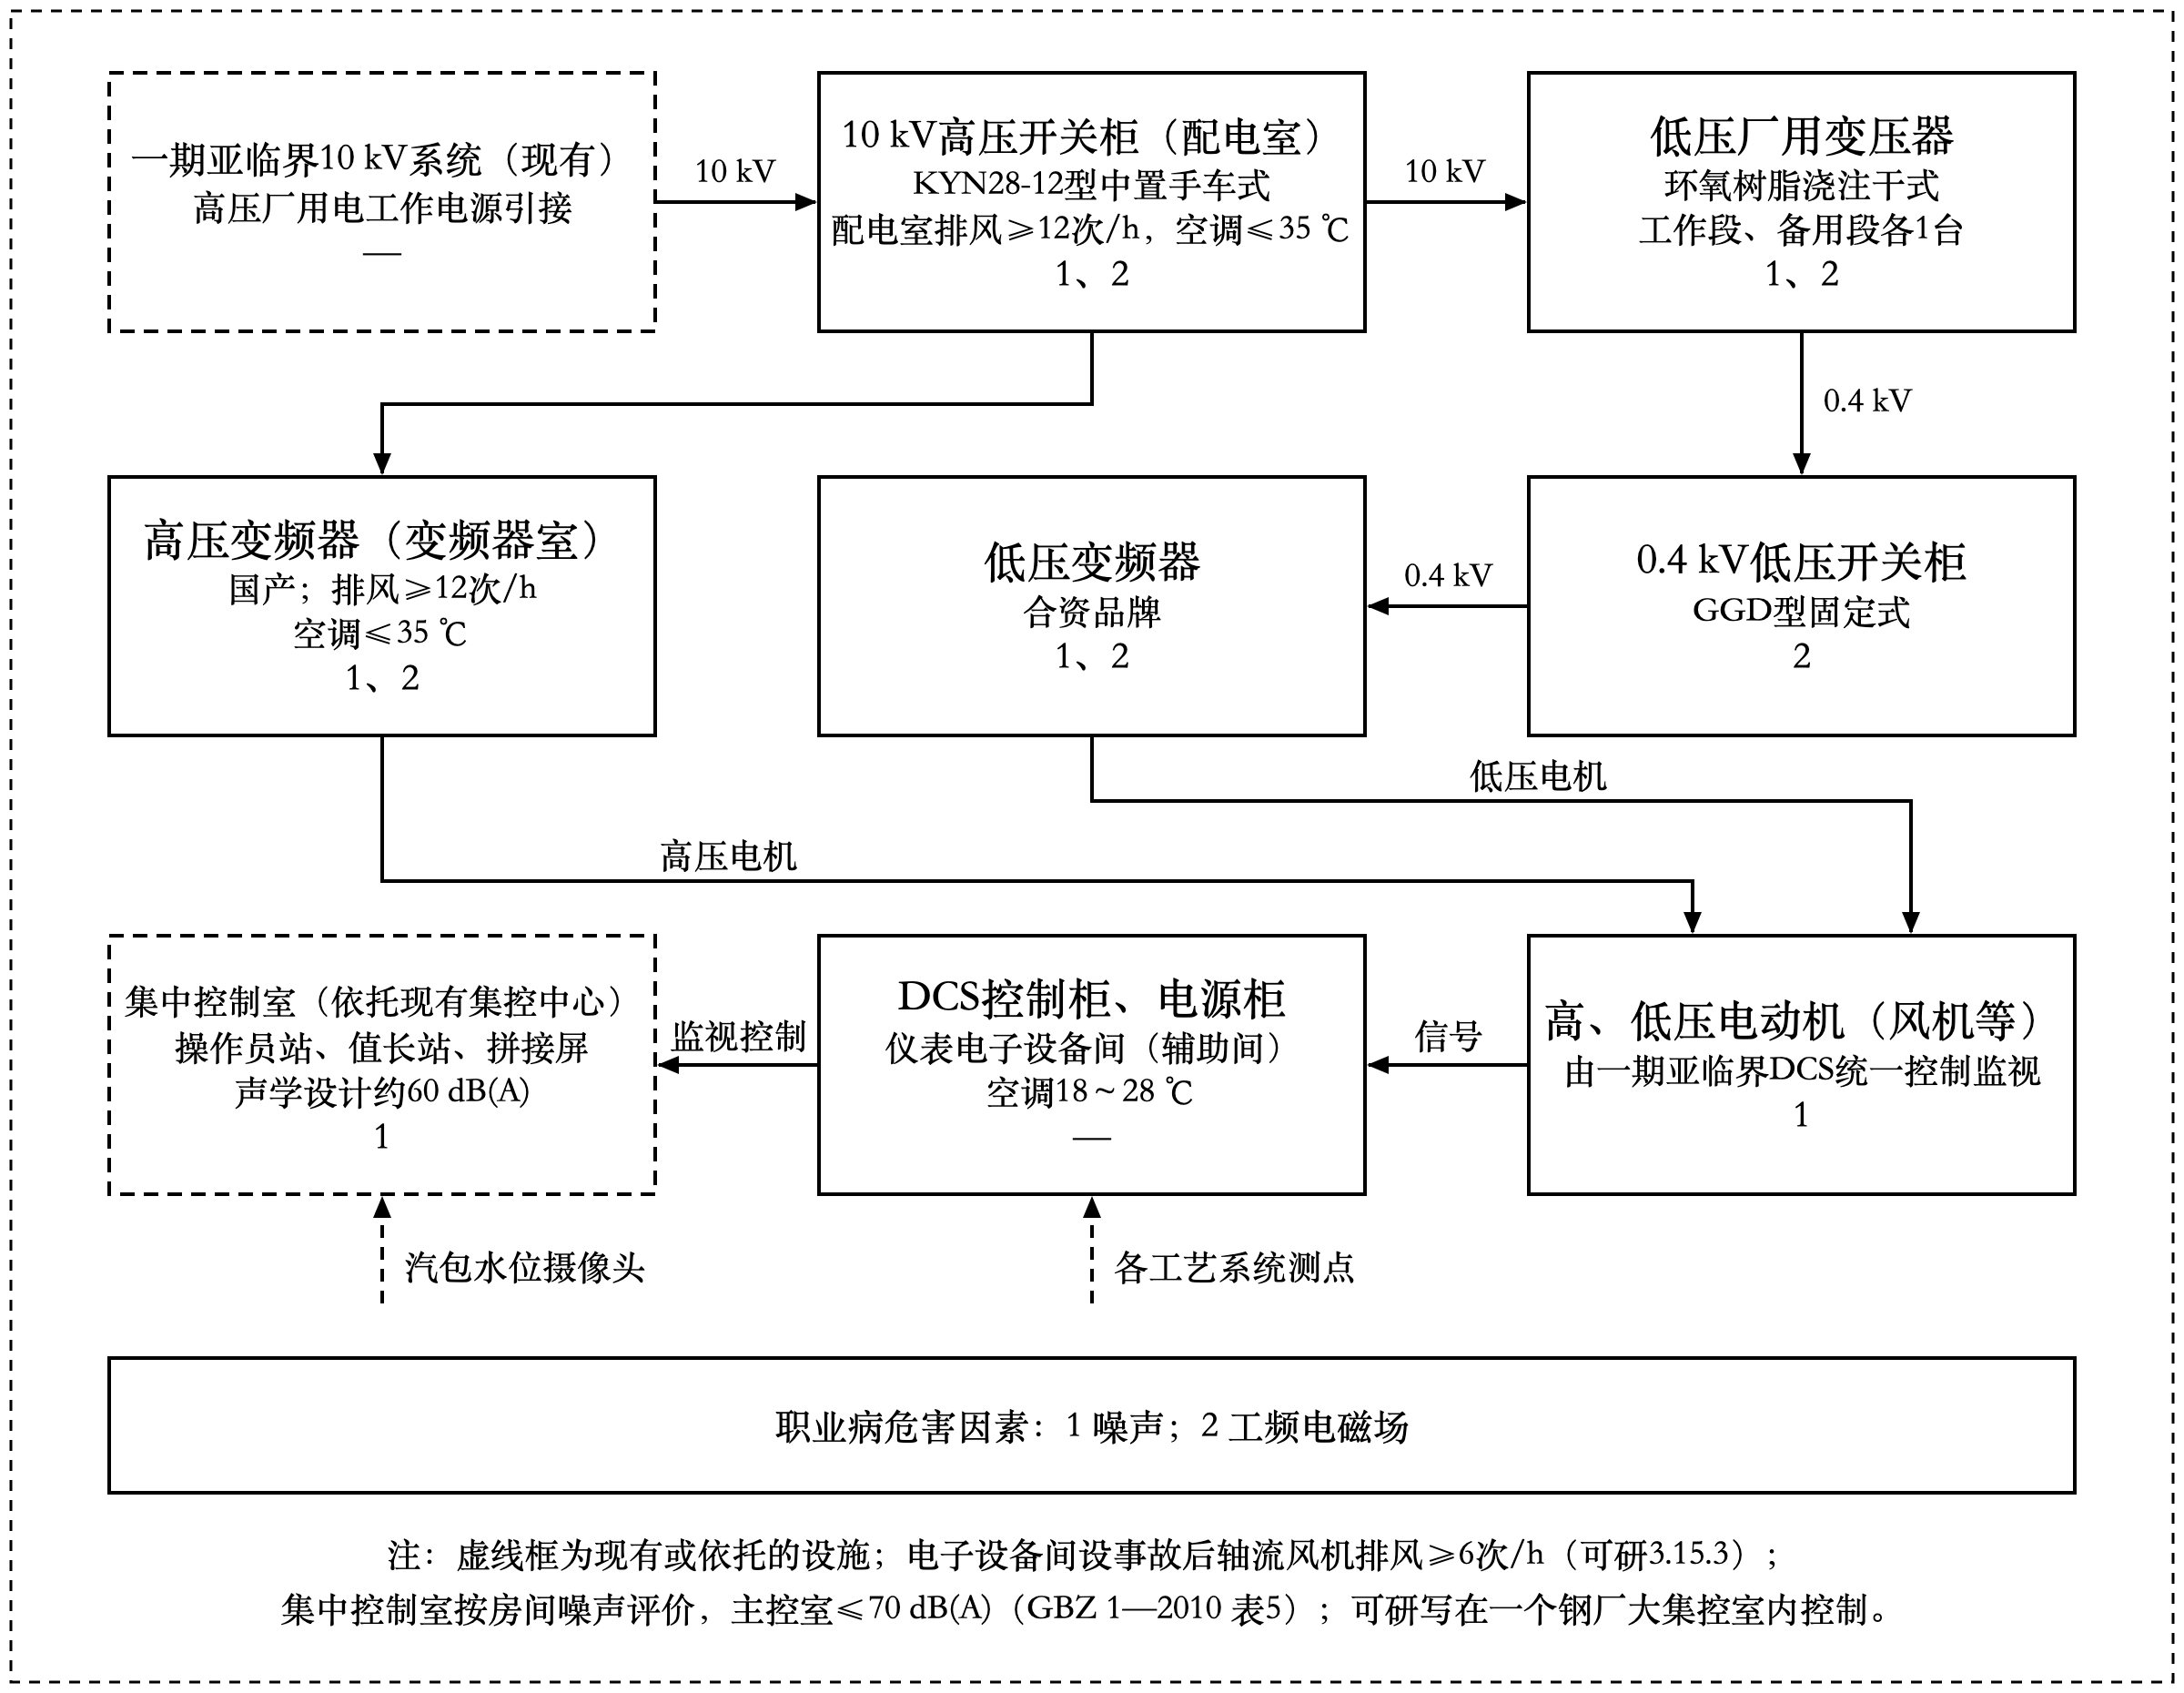 一期亚临界10 kV系统（现有）
高压厂用电工作电源引接
—
10 kV
10 kV高压开关柜（配电室）
KYN28-12型中置手车式
配电室排风≥12次/h，空调≤35 ℃
1、2
10 kV
低压厂用变压器
环氧树脂浇注干式
工作段、备用段各1台
1、2
0.4 kV
高压变频器（变频器室）
国产；排风≥12次/h
空调≤35 ℃
1、2
低压变频器
合资品牌
1、2
0.4 kV
0.4 kV低压开关柜
GGD型固定式
2
低压电机
高压电机
集中控制室（依托现有集控中心）
操作员站、值长站、拼接屏
声学设计约60 dB(A)
1
监视控制
DCS控制柜、电源柜
仪表电子设备间（辅助间）
空调18～28 ℃
—
信号
高、低压电动机（风机等）
由一期亚临界DCS统一控制监视
1
汽包水位摄像头
各工艺系统测点
职业病危害因素：1 噪声；2 工频电磁场
注：虚线框为现有或依托的设施；电子设备间设事故后轴流风机排风≥6次/h（可研3.15.3）；
集中控制室按房间噪声评价，主控室≤70 dB(A)（GBZ 1—2010 表5）；可研写在一个钢厂大集控室内控制。